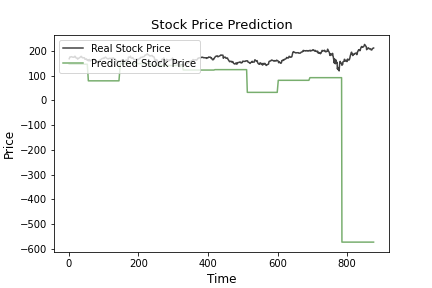 Stock Price Prediction
Real Stock Price
Predicted Stock Price
200
100
0
−100
−200
−300
−400
−500
−600
Price
0 200 400 600 800
Time